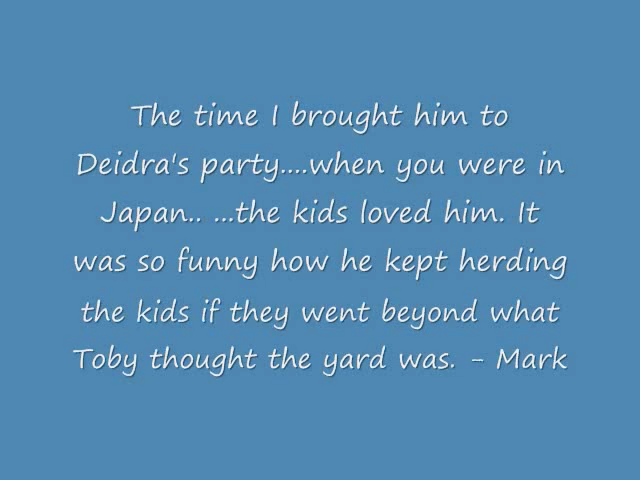 The time I brought him to
Deidra's party....when you were in
Japan.. ...the kids loved him. It
was so funny how he kept herding
the kids if they went beyond what
Toby thought the yard was. - Mark